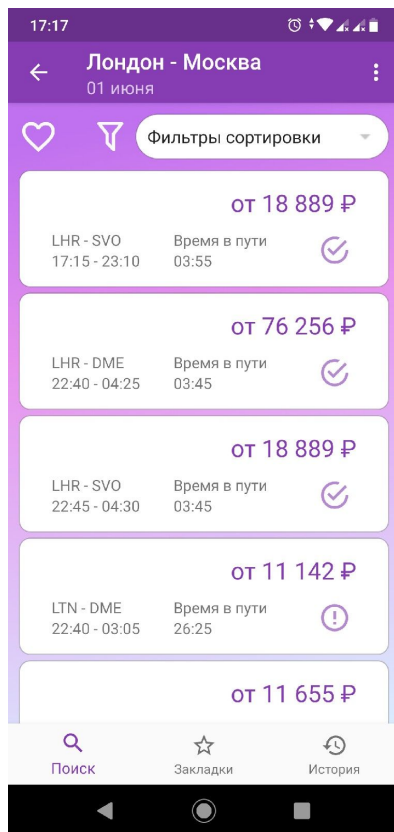 17:17
Лондон - Москва
01 июня
Фильтры сортировки
от 18 889 ₽
LHR - SVO Время в пути
17:15 - 23:10 03:55
от 76 256 ₽
LHR - DME Время в пути
22:40 - 04:25 03:45
от 18 889 ₽
LHR - SVO Время в пути
22:45 - 04:30 03:45
от 11 142 ₽
LTN - DME Время в пути
22:40 - 03:05 26:25
от 11 655 ₽
Поиск Закладки История